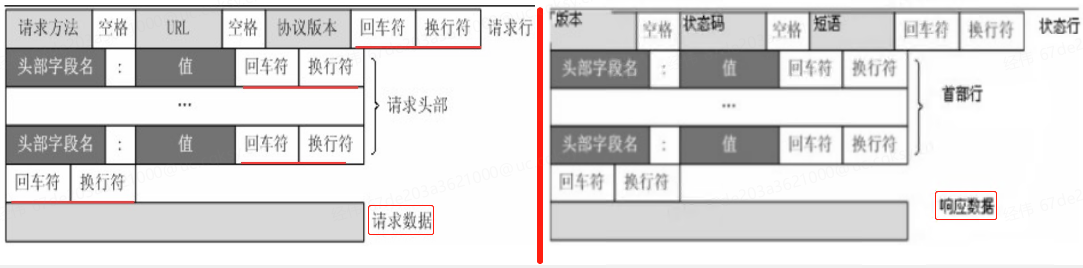 请求方法 空格 URL 空格 协议版本 回车符 换行符 请求行
头部字段名 : 值 回车符 换行符
...
请求头部
头部字段名 : 值 回车符 换行符
回车符 换行符
请求数据
版本 空格 状态码 空格 短语 回车符 换行符 状态行
头部字段名 : 值 回车符 换行符
...
首部行
头部字段名 : 值 回车符 换行符
回车符 换行符
响应数据